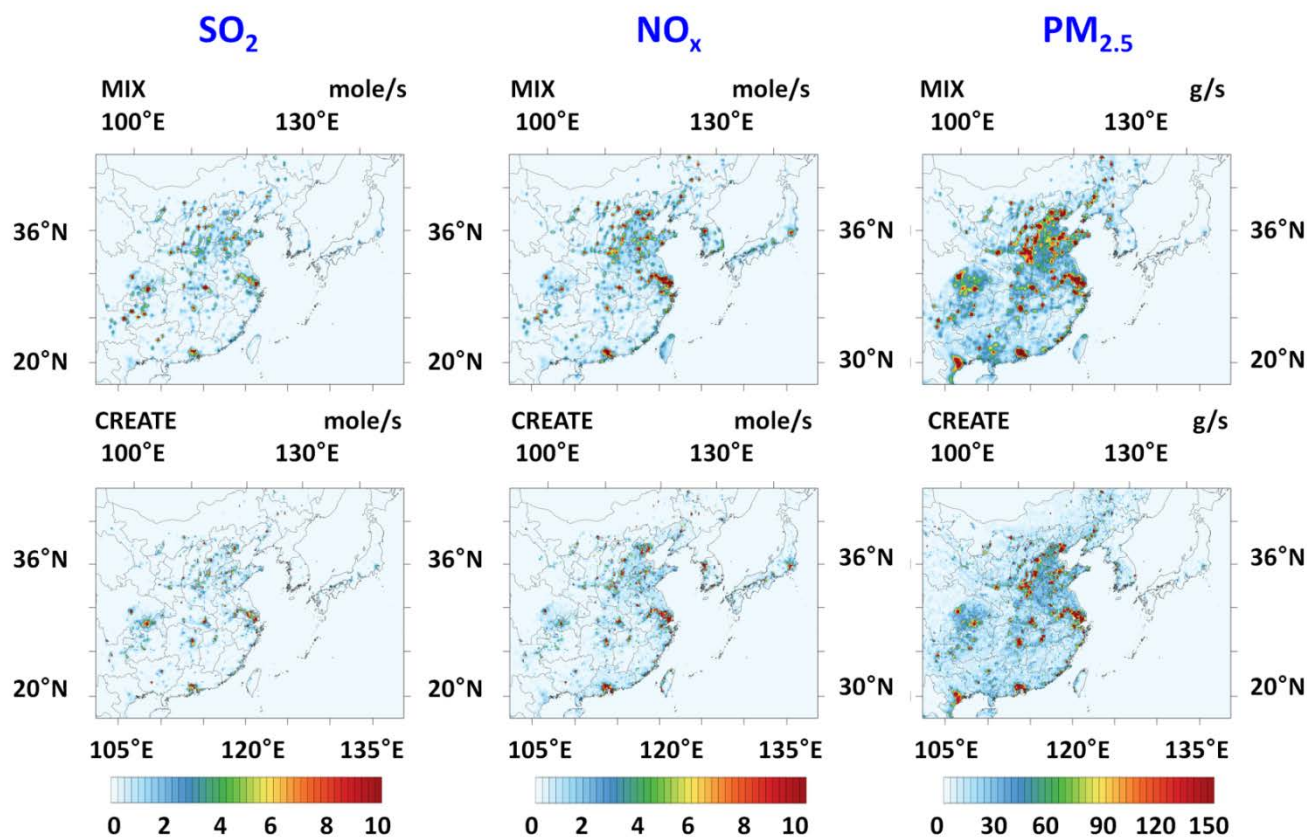 SO2 NOx PM2.5
MIX mole/s MIX mole/s MIX g/s
100°E 130°E 100°E 130°E 100°E 130°E
36°N 36°N 36°N 36°N
20°N 20°N 30°N 20°N
CREATE mole/s CREATE mole/s CREATE g/s
100°E 130°E 100°E 130°E 100°E 130°E
36°N 36°N 36°N 36°N
20°N 20°N 30°N 20°N
105°E 120°E 135°E 105°E 120°E 135°E 105°E 120°E 135°E
0 2 4 6 8 10 0 2 4 6 8 10 0 30 60 90 120 150